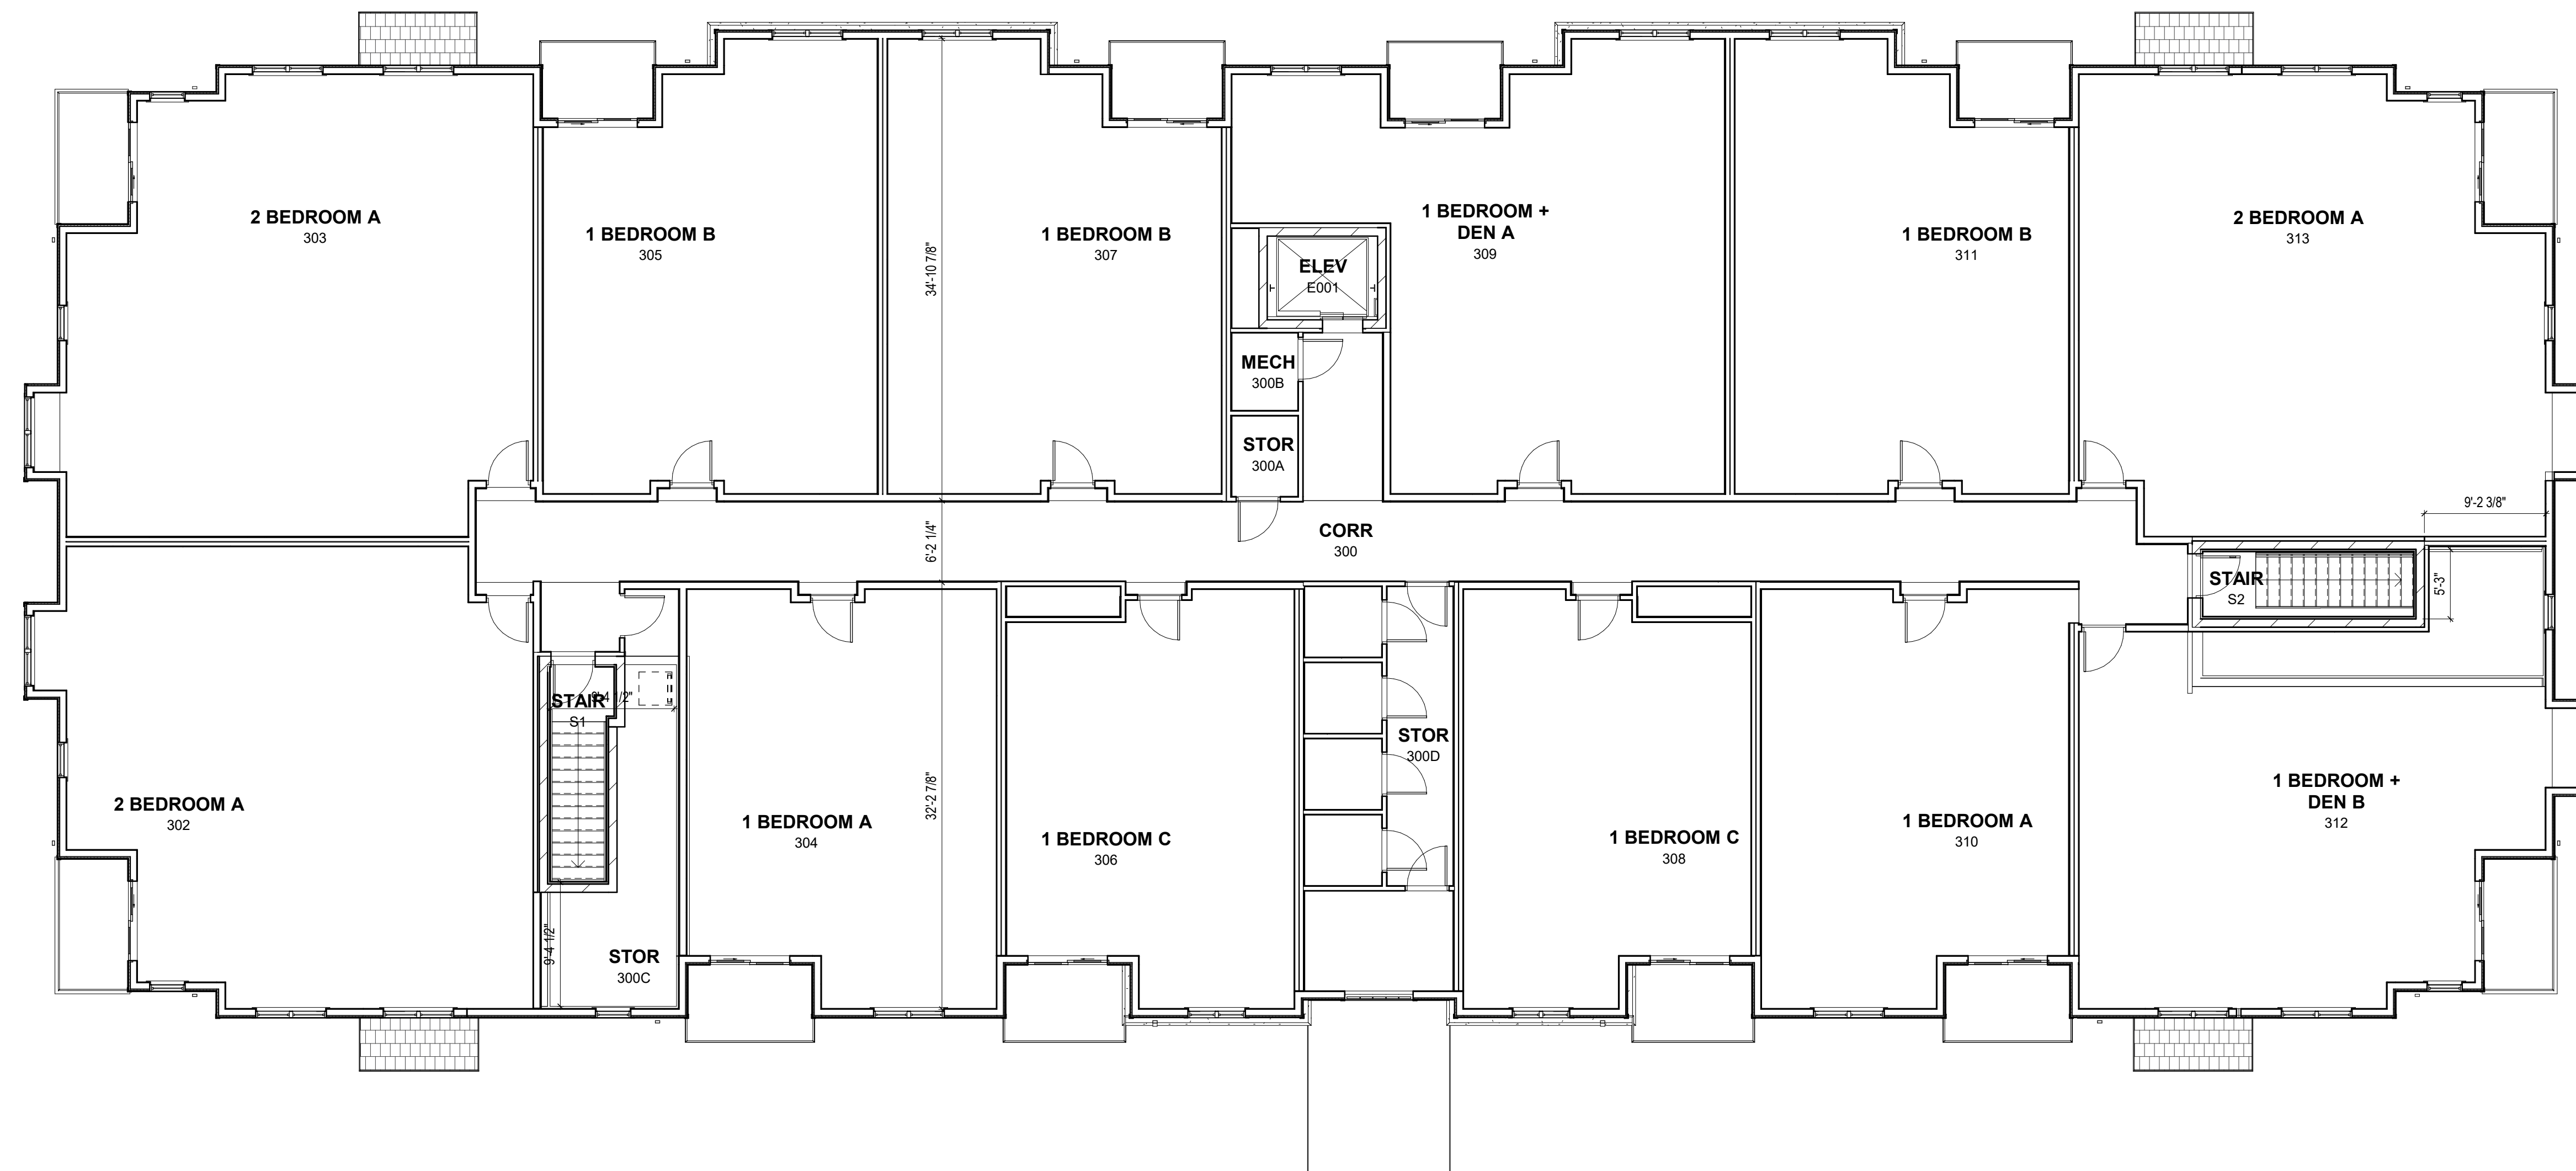 2 BEDROOM A
303
1 BEDROOM B
305
34'-10 7/8"
1 BEDROOM B
307
1 BEDROOM +
DEN A
309
ELEV
E001
MECH
300B
STOR
300A
1 BEDROOM B
311
2 BEDROOM A
313
9'-2 3/8"
6'-2 1/4"
CORR
300
STAIR
S2
5'-3"
2 BEDROOM A
302
STAIR
S1
9'-4 1/2"
9'-4 1/2"
STOR
300C
1 BEDROOM A
304
32'-2 7/8"
1 BEDROOM C
306
STOR
300D
1 BEDROOM C
308
1 BEDROOM A
310
1 BEDROOM +
DEN B
312